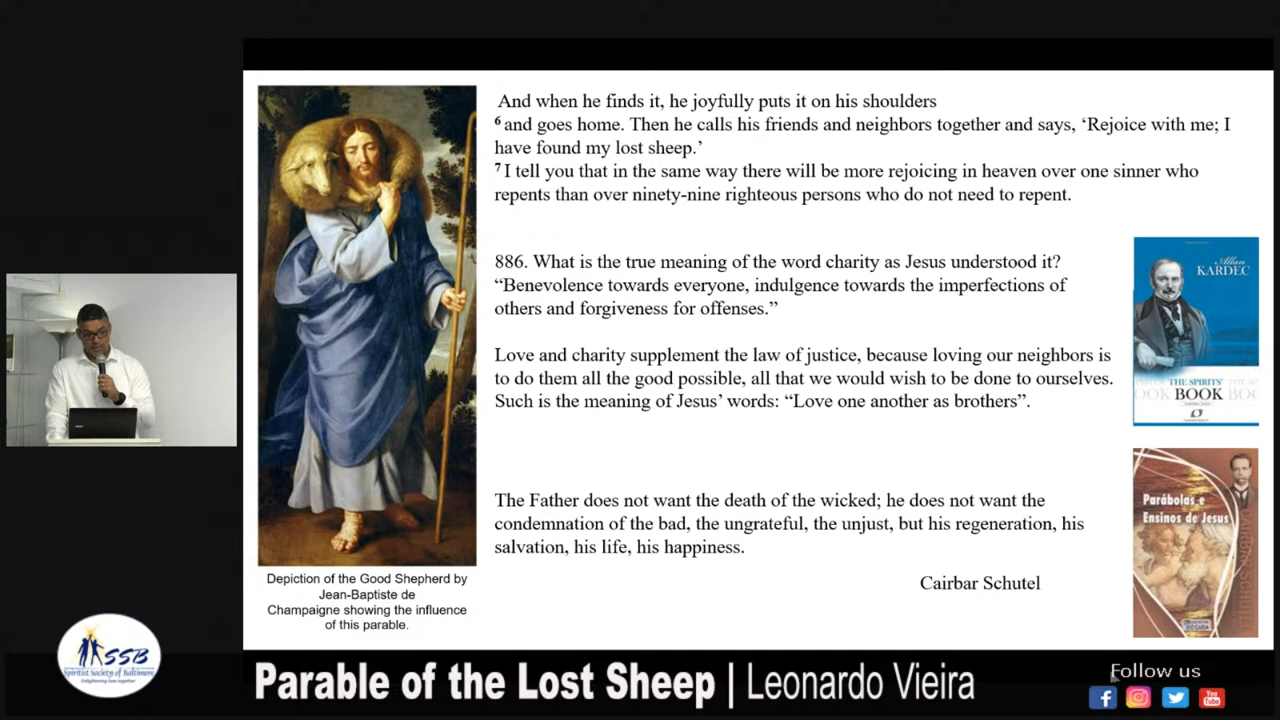 And when he finds it, he joyfully puts it on his shoulders
6 and goes home. Then he calls his friends and neighbors together and says, ‘Rejoice with me; I
have found my lost sheep.’
7 I tell you that in the same way there will be more rejoicing in heaven over one sinner who
repents than over ninety-nine righteous persons who do not need to repent.
886. What is the true meaning of the word charity as Jesus understood it?
“Benevolence towards everyone, indulgence towards the imperfections of
others and forgiveness for offenses.”
Love and charity supplement the law of justice, because loving our neighbors is
to do them all the good possible, all that we would wish to be done to ourselves.
Such is the meaning of Jesus’ words: “Love one another as brothers”.
The Father does not want the death of the wicked; he does not want the
condemnation of the bad, the ungrateful, the unjust, but his regeneration, his
salvation, his life, his happiness.
Cairbar Schutel
Depiction of the Good Shepherd by
Jean-Baptiste de
Champaigne showing the influence
of this parable.
Allan
KARDEC
THE SPIRITS'
BOOK
Parábolas e
Ensinos de Jesus
SSB
Spiritist Society of Baltimore
Enlightening lives together
Parable of the Lost Sheep | Leonardo Vieira
Follow us
You
Tube